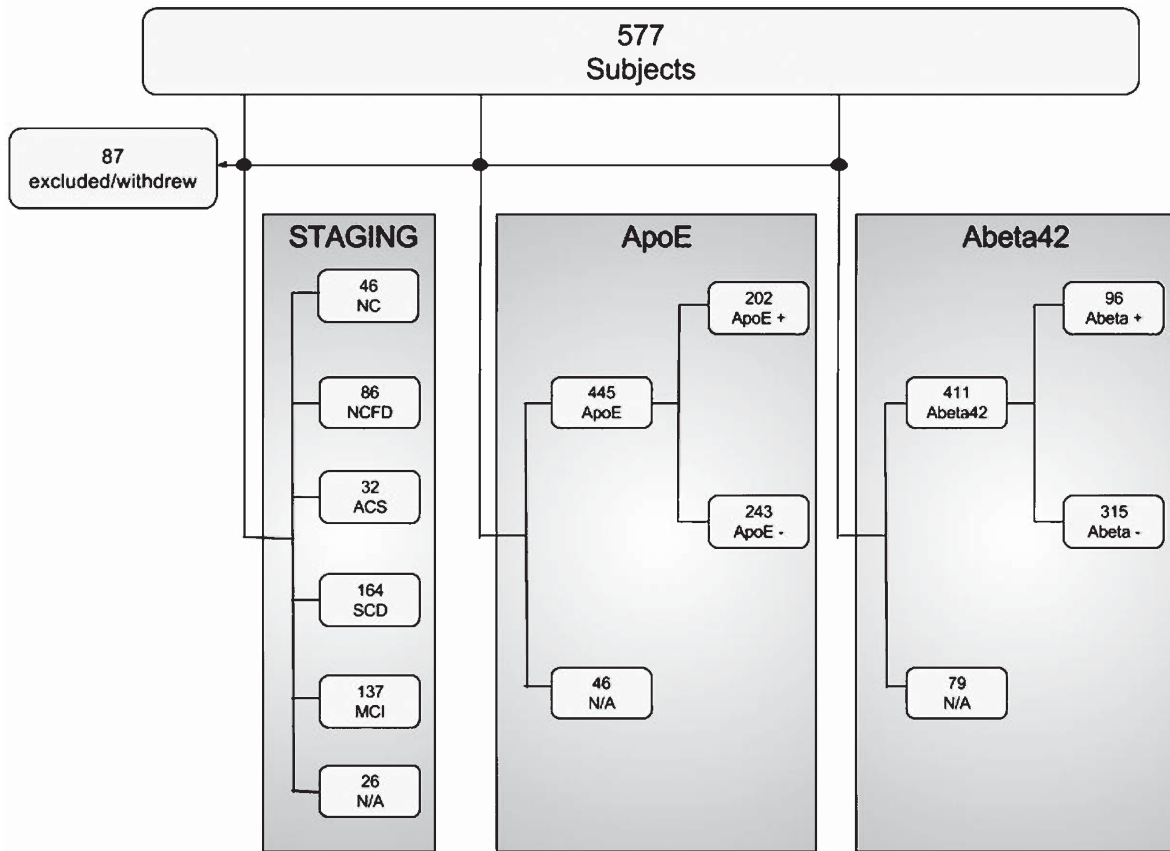 577
Subjects
87
excluded/withdrew
STAGING
46
NC
86
NCFD
32
ACS
164
SCD
137
MCI
26
N/A
ApoE
445
ApoE
202
ApoE +
243
ApoE -
46
N/A
Abeta42
411
Abeta42
96
Abeta +
315
Abeta -
79
N/A